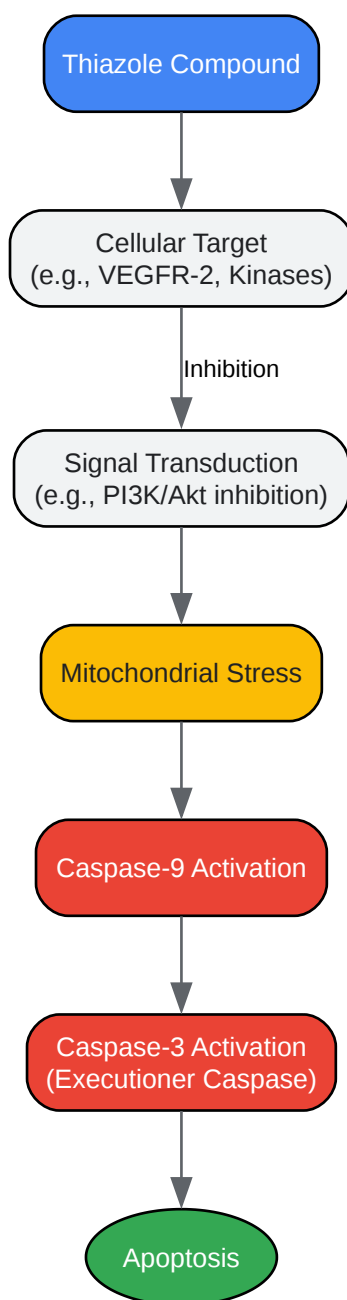 Thiazole Compound
Cellular Target
(e.g., VEGFR-2, Kinases)
Inhibition
Signal Transduction
(e.g., PI3K/Akt inhibition)
Mitochondrial Stress
Caspase-9 Activation
Caspase-3 Activation
(Executioner Caspase)
Apoptosis